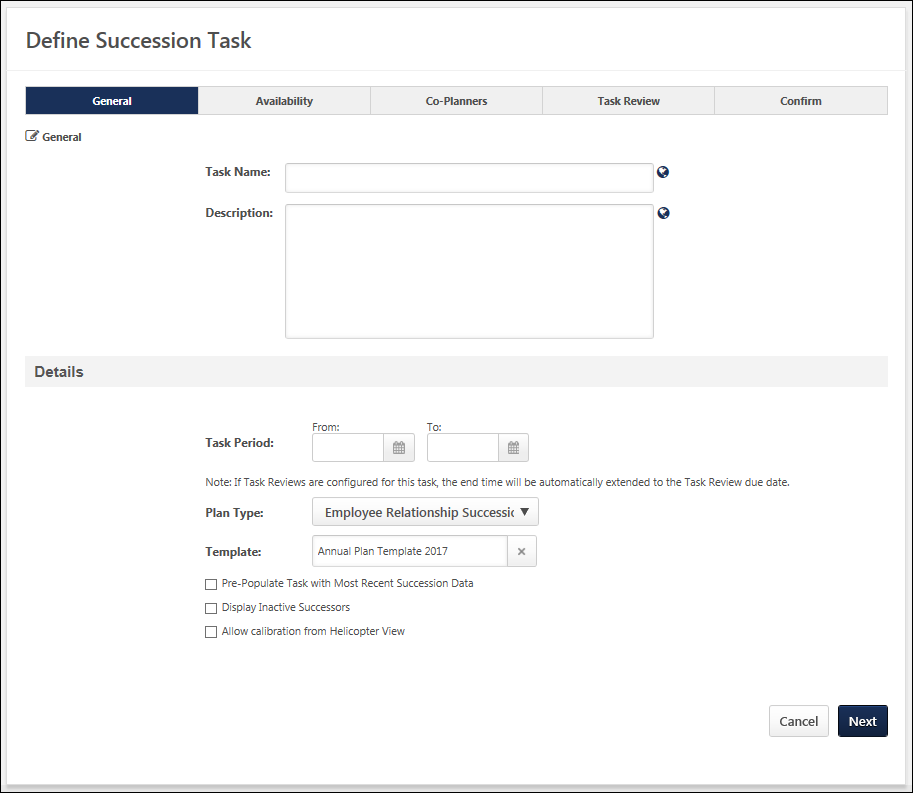 Define Succession Task
General Availability Co-Planners Task Review Confirm
General
Task Name:
Description:
Details
From: To:
Task Period:
Note: If Task Reviews are configured for this task, the end time will be automatically extended to the Task Review due date.
Plan Type: Employee Relationship Successic
Template: Annual Plan Template 2017
Pre-Populate Task with Most Recent Succession Data
Display Inactive Successors
Allow calibration from Helicopter View
Cancel Next